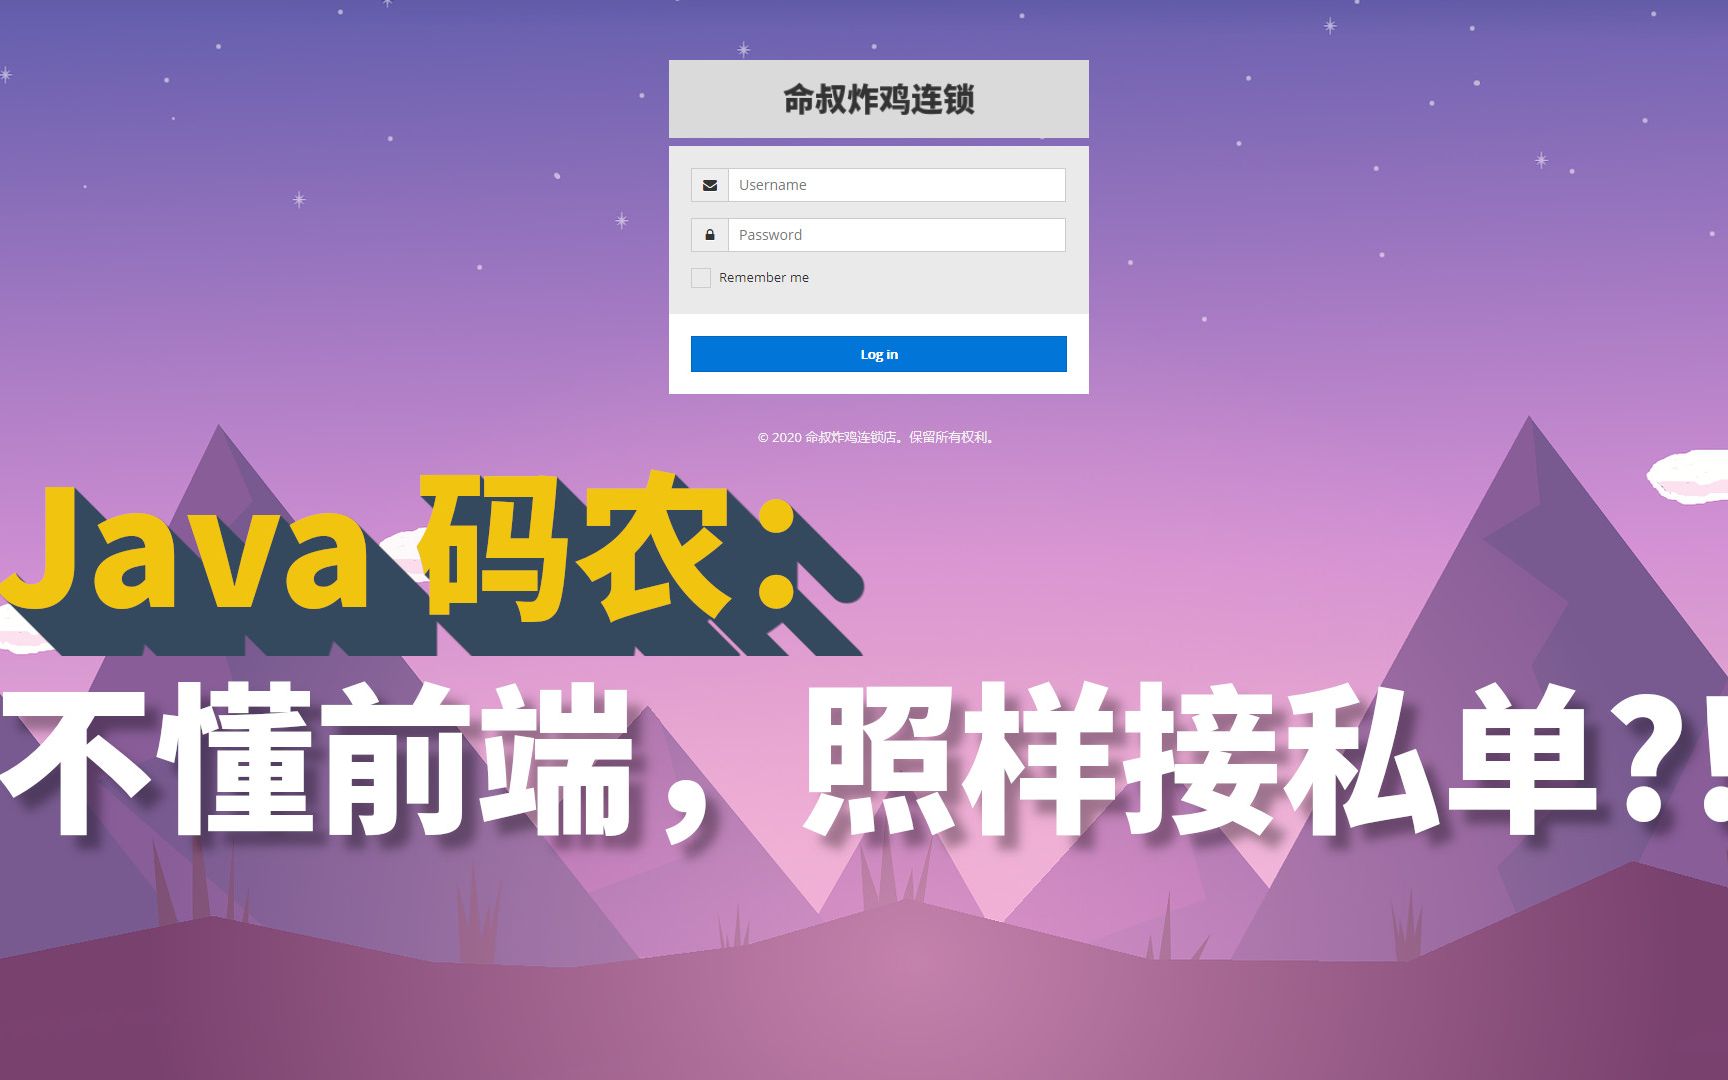 命叔炸鸡连锁
Username
Password
Remember me
Log in
© 2020 命叔炸鸡连锁店。保留所有权利。
Java 码农：
不懂前端，照样接私单?!